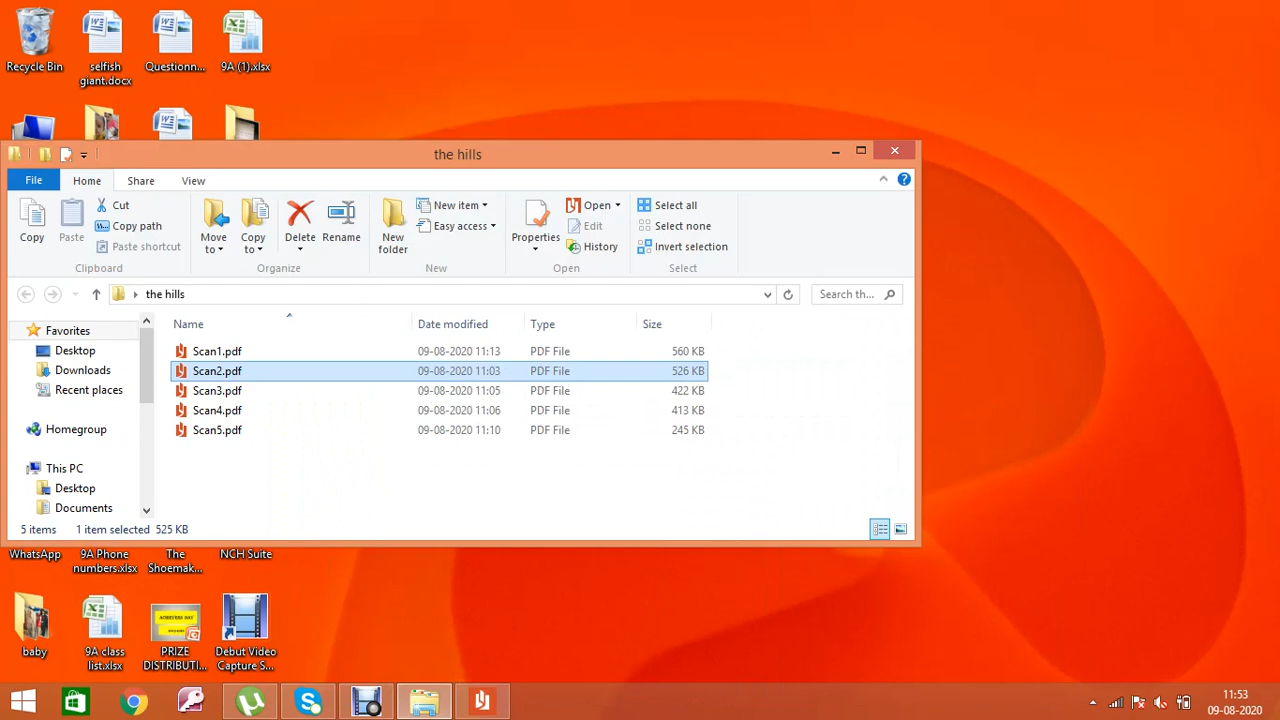 Recycle Bin
selfish giant.docx
Questionn...
9A (1).xlsx
the hills
File
Home
Share
View
Copy
Paste
Cut
Copy path
Paste shortcut
Clipboard
Move to
Copy to
Delete
Rename
Organize
New folder
New item
Easy access
New
Properties
Open
Edit
History
Open
Select all
Select none
Invert selection
Select
the hills
Search th...
Favorites
Desktop
Downloads
Recent places
Homegroup
This PC
Desktop
Documents
Name Date modified Type Size
Scan1.pdf 09-08-2020 11:13 PDF File 560 KB
Scan2.pdf 09-08-2020 11:03 PDF File 526 KB
Scan3.pdf 09-08-2020 11:05 PDF File 422 KB
Scan4.pdf 09-08-2020 11:06 PDF File 413 KB
Scan5.pdf 09-08-2020 11:10 PDF File 245 KB
5 items 1 item selected 525 KB
WhatsApp
9A Phone numbers.xlsx
The Shoemak...
NCH Suite
baby
9A class list.xlsx
PRIZE DISTRIBUTI...
Debut Video Capture S...
11:53
09-08-2020